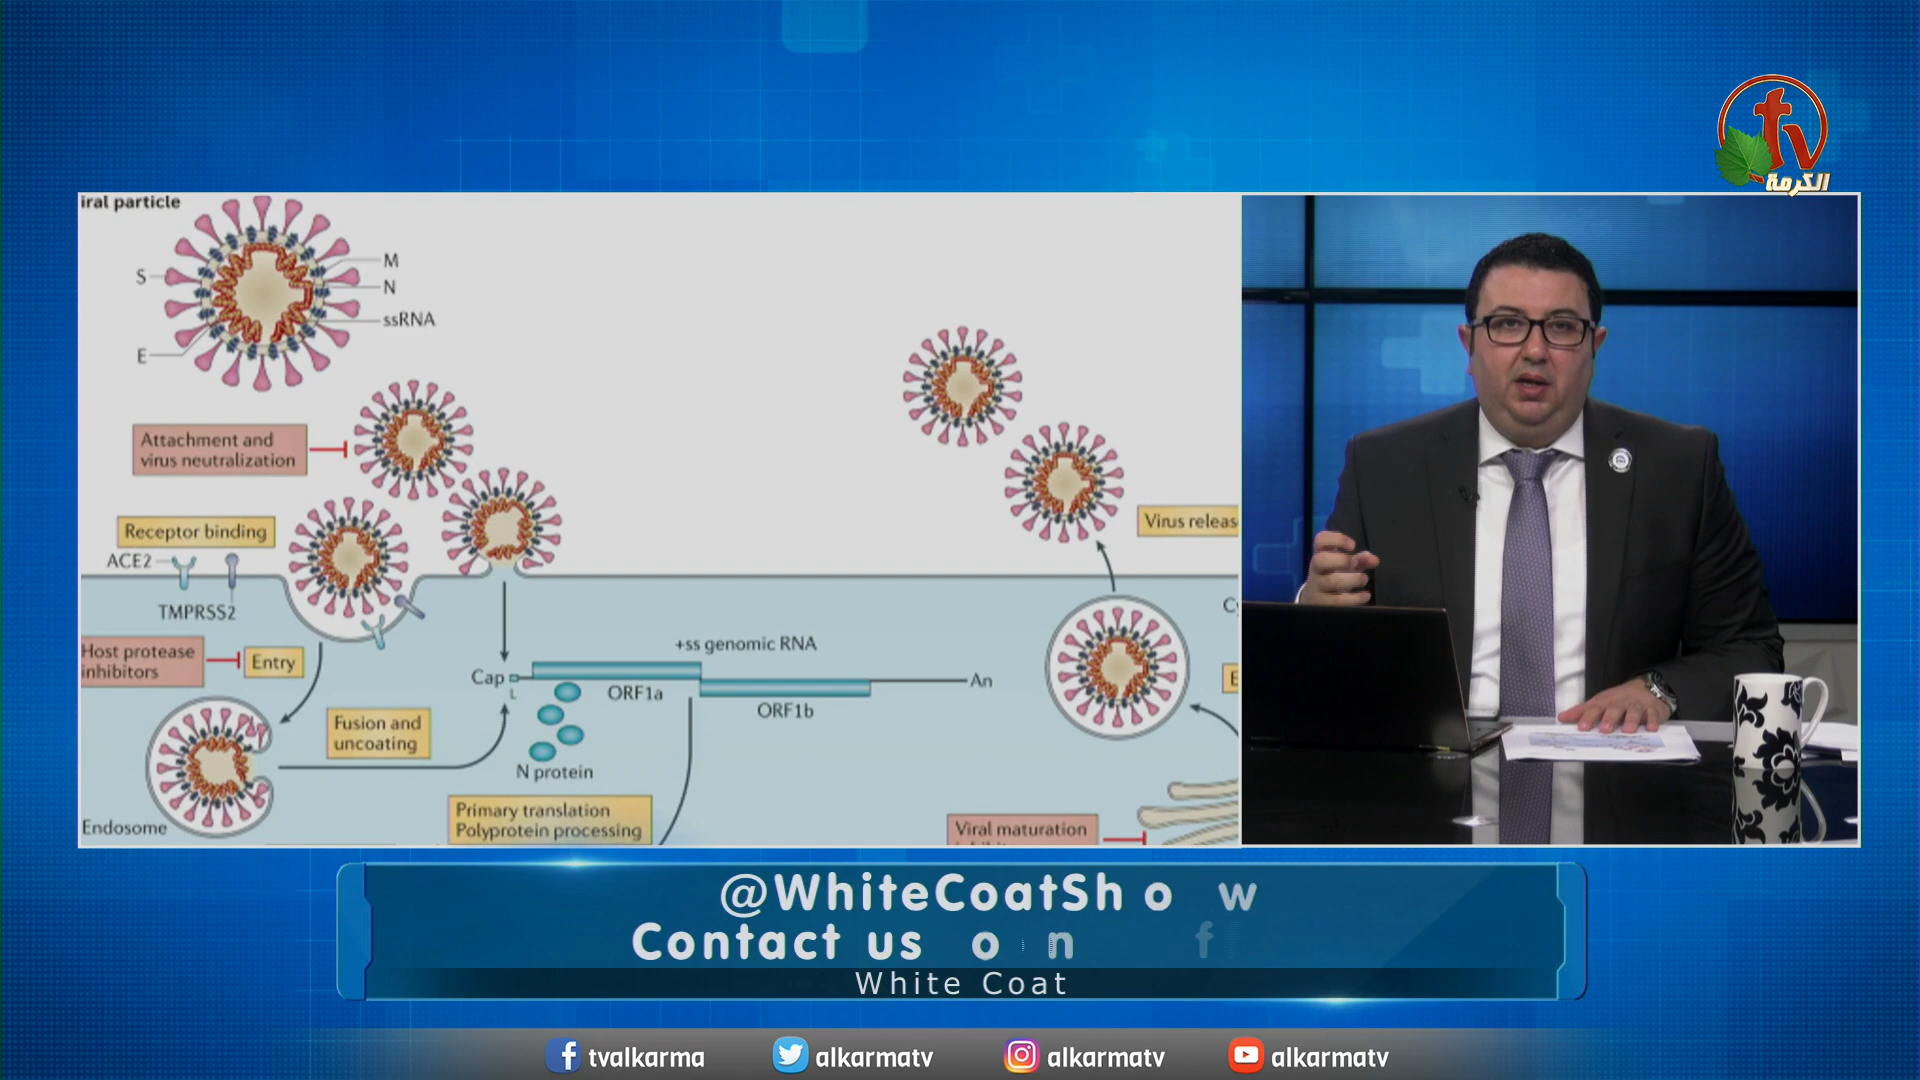 tv
الكرمة
iral particle
S
M
N
ssRNA
E
Attachment and
virus neutralization
Receptor binding
ACE2
TMPRSS2
Host protease
inhibitors
Entry
Fusion and
uncoating
Endosome
+ss genomic RNA
Cap
L
ORF1a
ORF1b
An
N protein
Primary translation
Polyprotein processing
Virus releas
Viral maturation
@WhiteCoatSh o w
Contact us o n f
White Coat
tvalkarma
alkarmatv
alkarmatv
alkarmatv